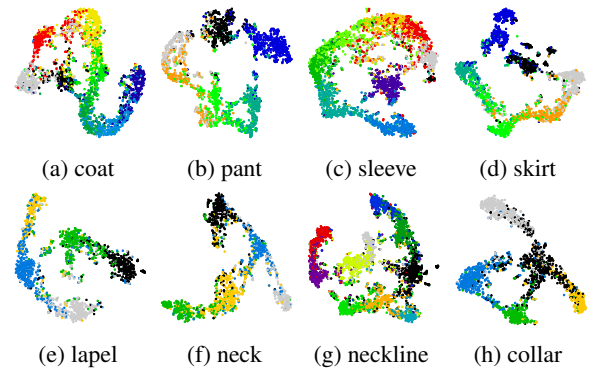 (a) coat (b) pant (c) sleeve (d) skirt
(e) lapel (f) neck (g) neckline (h) collar